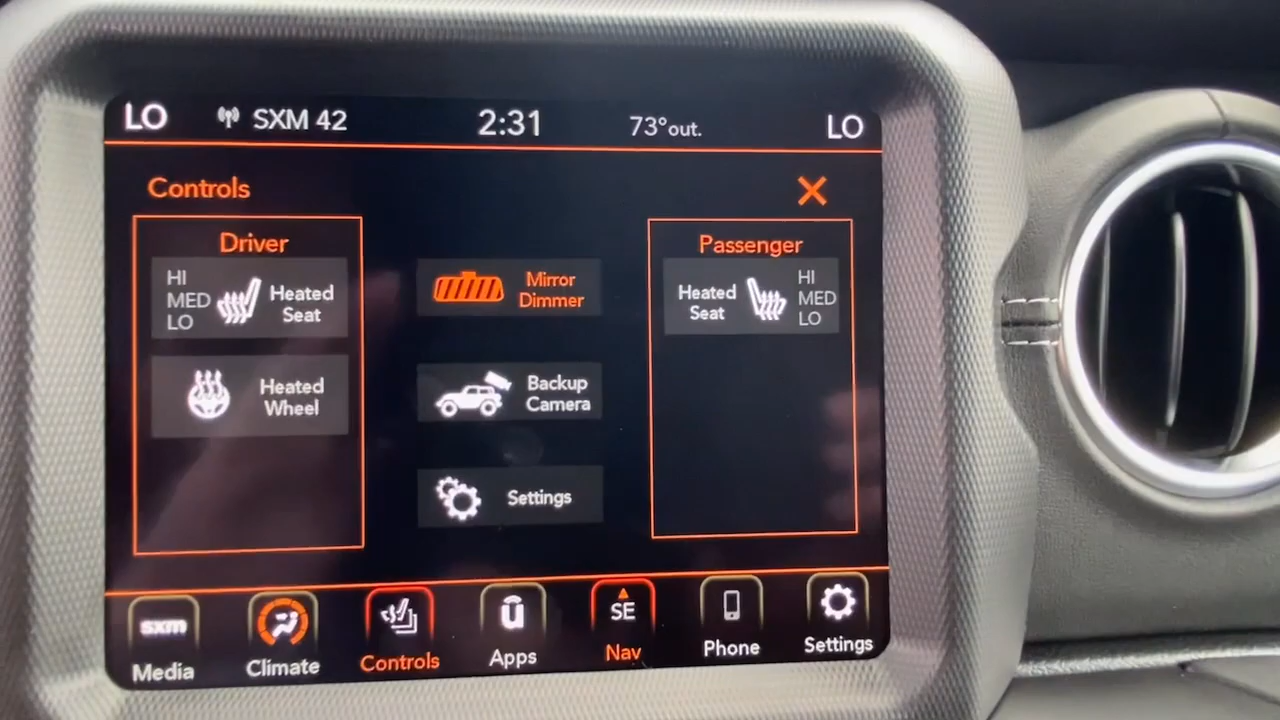 LO SXM 42 2:31 73°out. LO
Controls X
Driver
HI
MED
LO
Heated
Seat
Heated
Wheel
Mirror
Dimmer
Backup
Camera
Settings
Passenger
Heated
Seat
HI
MED
LO
sxm
Media
Climate
Controls
u
Apps
SE
Nav
Phone
Settings